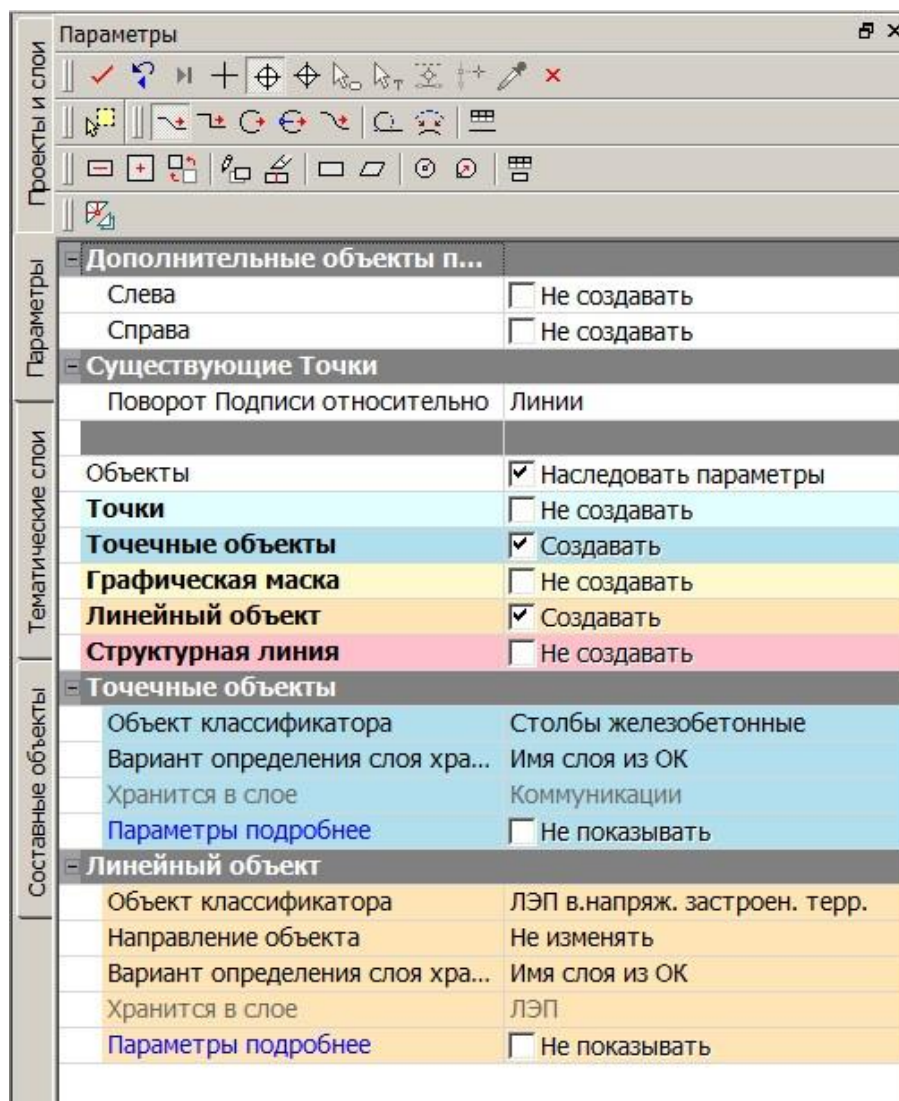 Параметры
Проекты и слои
Параметры
Тематические слои
Составные объекты
Дополнительные объекты п...
Слева Не создавать
Справа Не создавать
Существующие Точки
Поворот Подписи относительно Линии
Объекты Наследовать параметры
Точки Не создавать
Точечные объекты Создавать
Графическая маска Не создавать
Линейный объект Создавать
Структурная линия Не создавать
Точечные объекты
Объект классификатора Столбы железобетонные
Вариант определения слоя хра... Имя слоя из ОК
Хранится в слое Коммуникации
Параметры подробнее Не показывать
Линейный объект
Объект классификатора ЛЭП в.напряж. застроен. терр.
Направление объекта Не изменять
Вариант определения слоя хра... Имя слоя из ОК
Хранится в слое ЛЭП
Параметры подробнее Не показывать